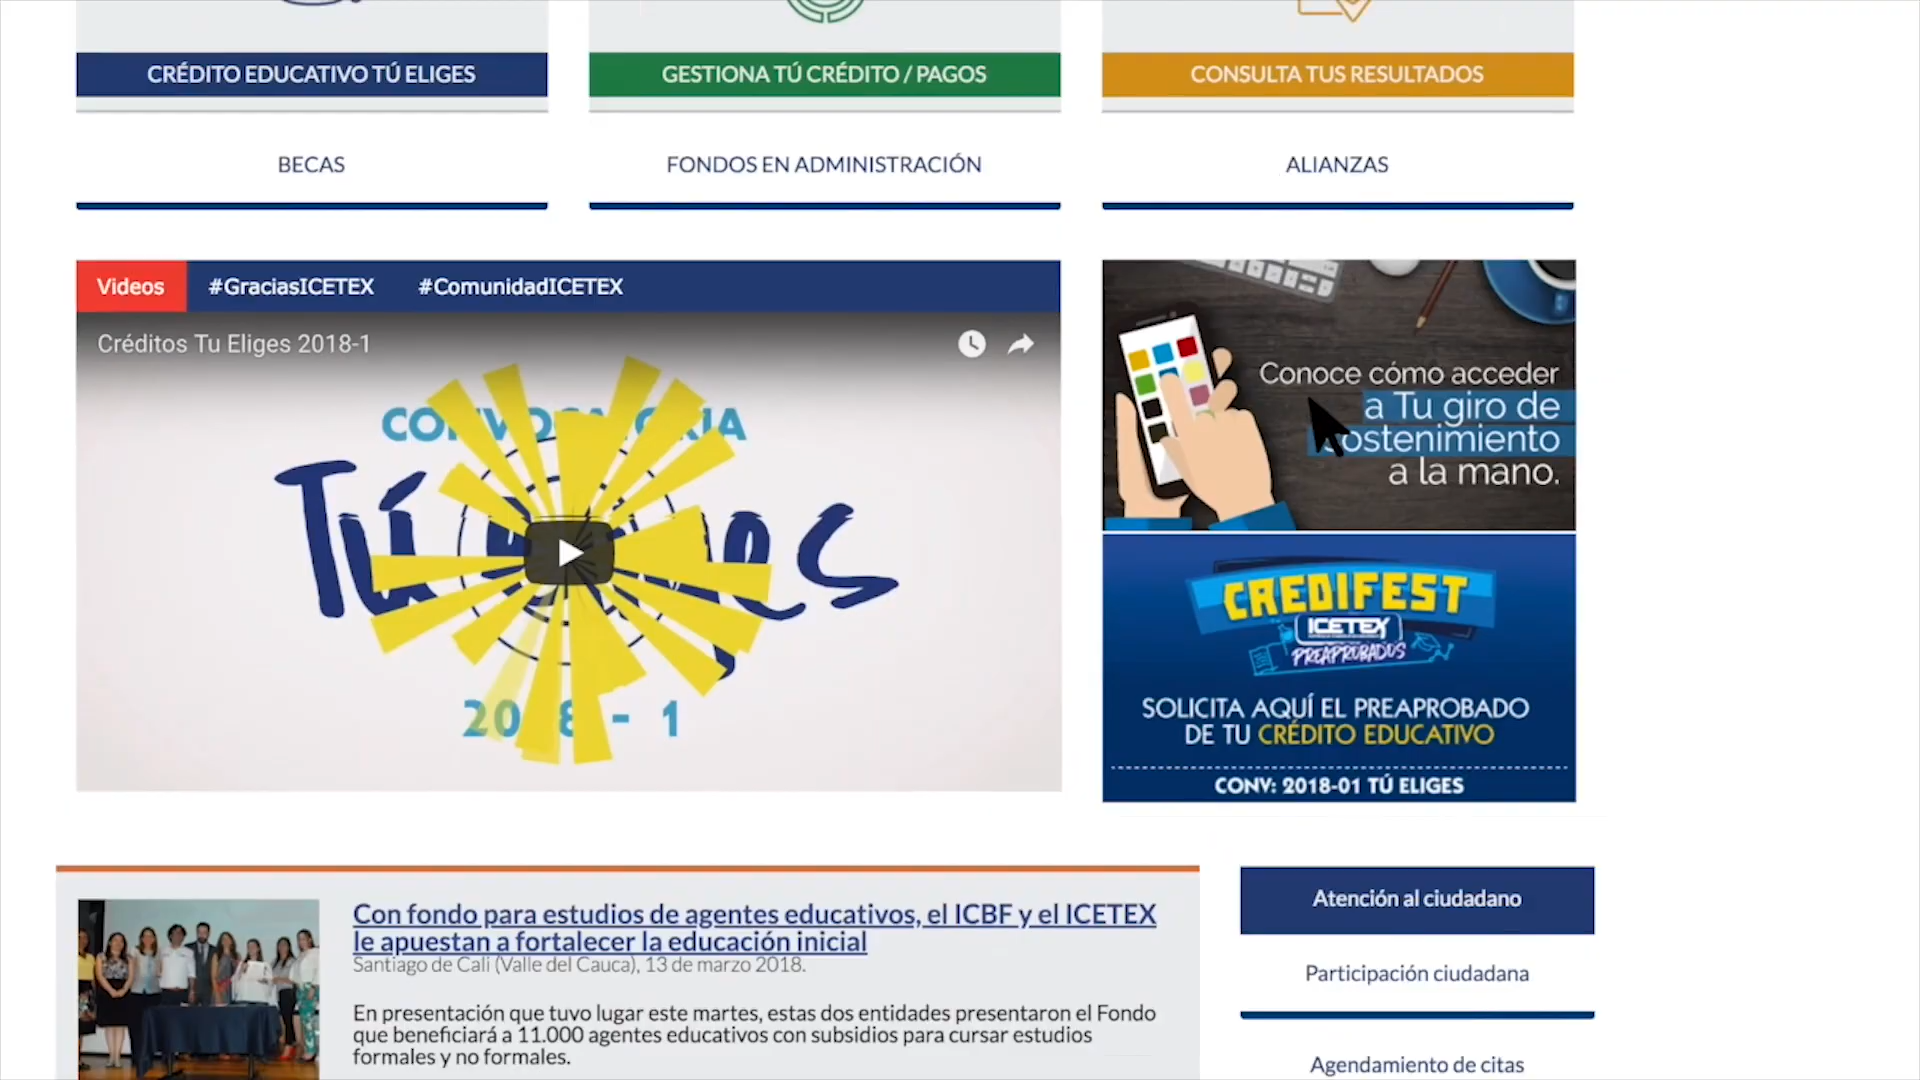 CRÉDITO EDUCATIVO TÚ ELIGES
GESTIONA TÚ CRÉDITO / PAGOS
CONSULTA TUS RESULTADOS
BECAS
FONDOS EN ADMINISTRACIÓN
ALIANZAS
Videos
#GraciasICETEX
#ComunidadICETEX
Créditos Tu Eliges 2018-1
Conoce cómo acceder
a Tu giro de
sostenimiento
a la mano.
CREDIFEST
ICETEX
PREAPROBADOS
SOLICITA AQUÍ EL PREAPROBADO
DE TU CRÉDITO EDUCATIVO
CONV: 2018-01 TÚ ELIGES
Con fondo para estudios de agentes educativos, el ICBF y el ICETEX
le apuestan a fortalecer la educación inicial
Santiago de Cali (Valle del Cauca), 13 de marzo 2018.
En presentación que tuvo lugar este martes, estas dos entidades presentaron el Fondo
que beneficiará a 11.000 agentes educativos con subsidios para cursar estudios
formales y no formales.
Atención al ciudadano
Participación ciudadana
Agendamiento de citas